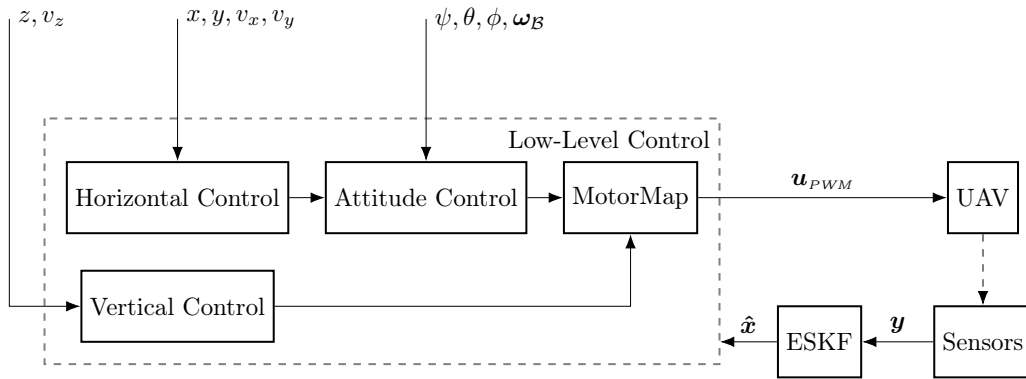 z, v_z
x, y, v_x, v_y
ψ, θ, ϕ, ω_ℬ
Low-Level Control
Horizontal Control
Attitude Control
MotorMap
u_PWM
UAV
Vertical Control
x̂
ESKF
y
Sensors